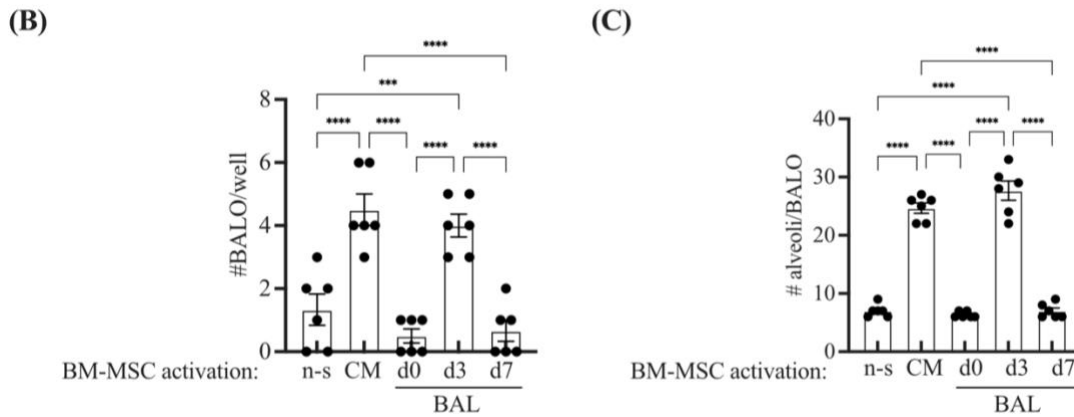 (B)
****
***
**** ****
**** ****
#BALO/well
8
6
4
2
0
BM-MSC activation: n-s CM d0 d3 d7
BAL
(C)
****
****
**** ****
**** ****
# alveoli/BALO
40
30
20
10
0
BM-MSC activation: n-s CM d0 d3 d7
BAL